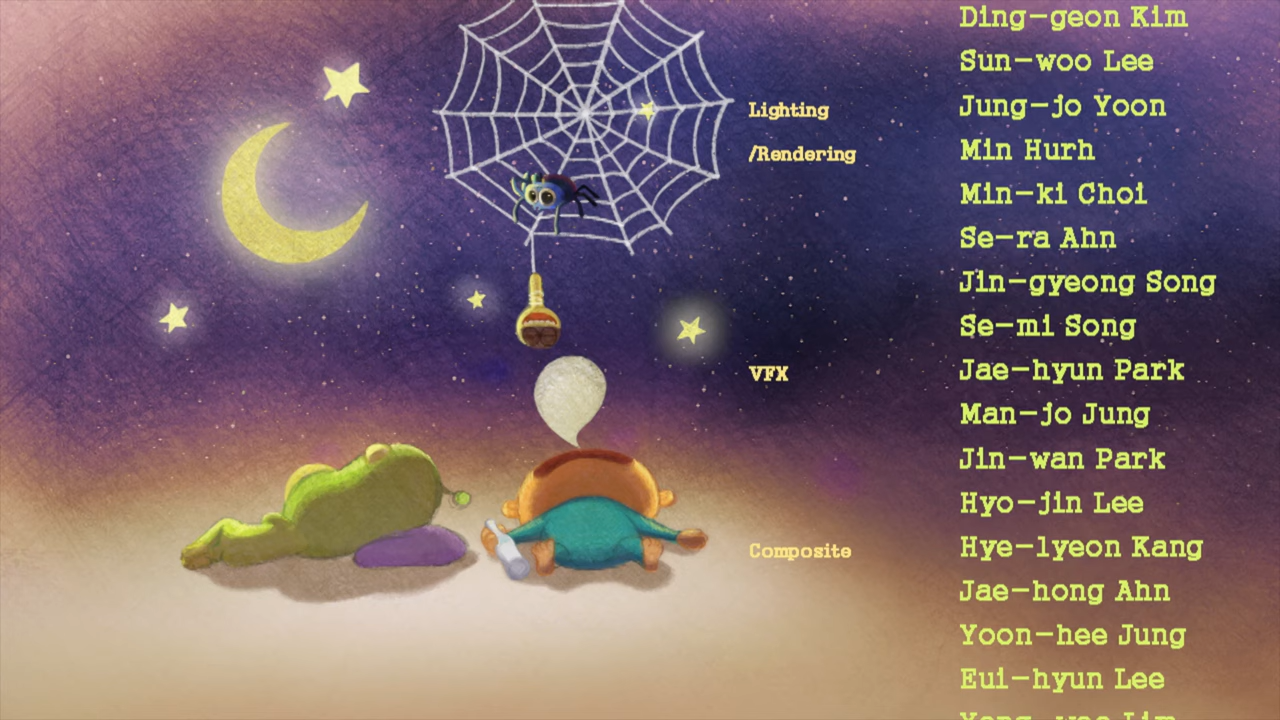 Ding-geon Kim
Sun-woo Lee
Lighting Jung-jo Yoon
/Rendering Min Hurh
Min-ki Choi
Se-ra Ahn
Jin-gyeong Song
Se-mi Song
VFX Jae-hyun Park
Man-jo Jung
Jin-wan Park
Hyo-jin Lee
Composite Hye-lyeon Kang
Jae-hong Ahn
Yoon-hee Jung
Eui-hyun Lee